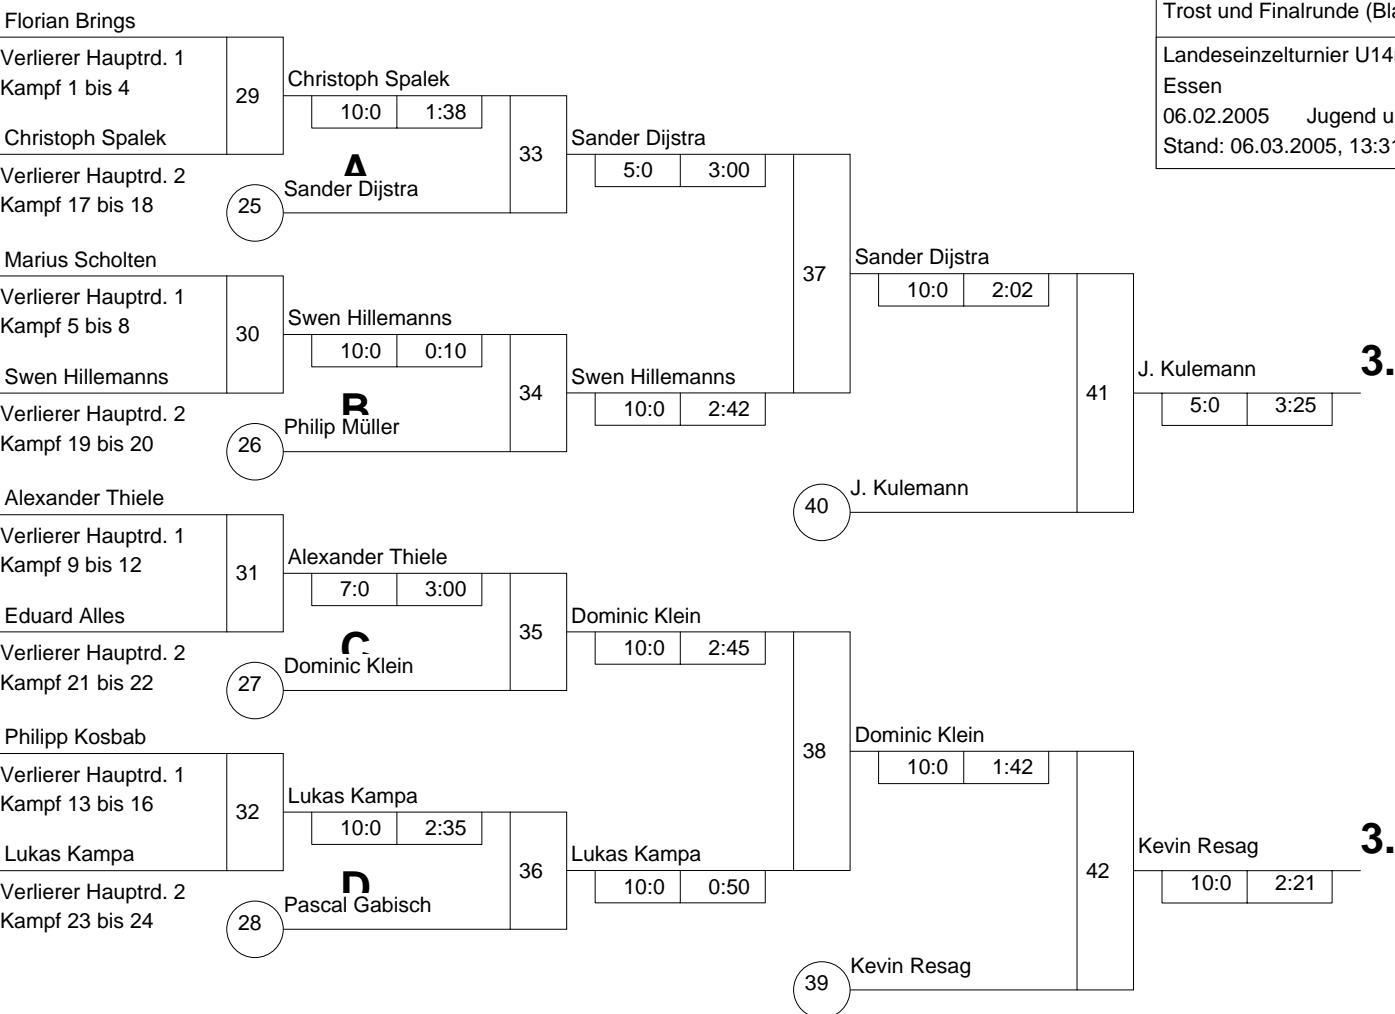 Florian Brings
Verlierer Hauptrd. 1
Kampf 1 bis 4
29
Christoph Spalek
Christoph Spalek
10:0 1:38
A
Verlierer Hauptrd. 2
Kampf 17 bis 18
25
Sander Dijstra
33
Sander Dijstra
5:0 3:00
Marius Scholten
Verlierer Hauptrd. 1
Kampf 5 bis 8
30
Swen Hillemanns
Swen Hillemanns
10:0 0:10
B
Verlierer Hauptrd. 2
Kampf 19 bis 20
26
Philip Müller
34
Swen Hillemanns
10:0 2:42
37
Sander Dijstra
10:0 2:02
40
J. Kulemann
41
J. Kulemann
5:0 3:25
3.
Alexander Thiele
Verlierer Hauptrd. 1
Kampf 9 bis 12
31
Eduard Alles
Alexander Thiele
7:0 3:00
C
Verlierer Hauptrd. 2
Kampf 21 bis 22
27
Dominic Klein
35
Dominic Klein
10:0 2:45
Philipp Kosbab
Verlierer Hauptrd. 1
Kampf 13 bis 16
32
Lukas Kampa
Lukas Kampa
10:0 2:35
D
Verlierer Hauptrd. 2
Kampf 23 bis 24
28
Pascal Gabisch
36
Lukas Kampa
10:0 0:50
38
Dominic Klein
10:0 1:42
39
Kevin Resag
42
Kevin Resag
10:0 2:21
3.
Trost und Finalrunde
Landeseinzelturnier U14
Essen
06.02.2005 Jugend
Stand: 06.03.2005, 13:31